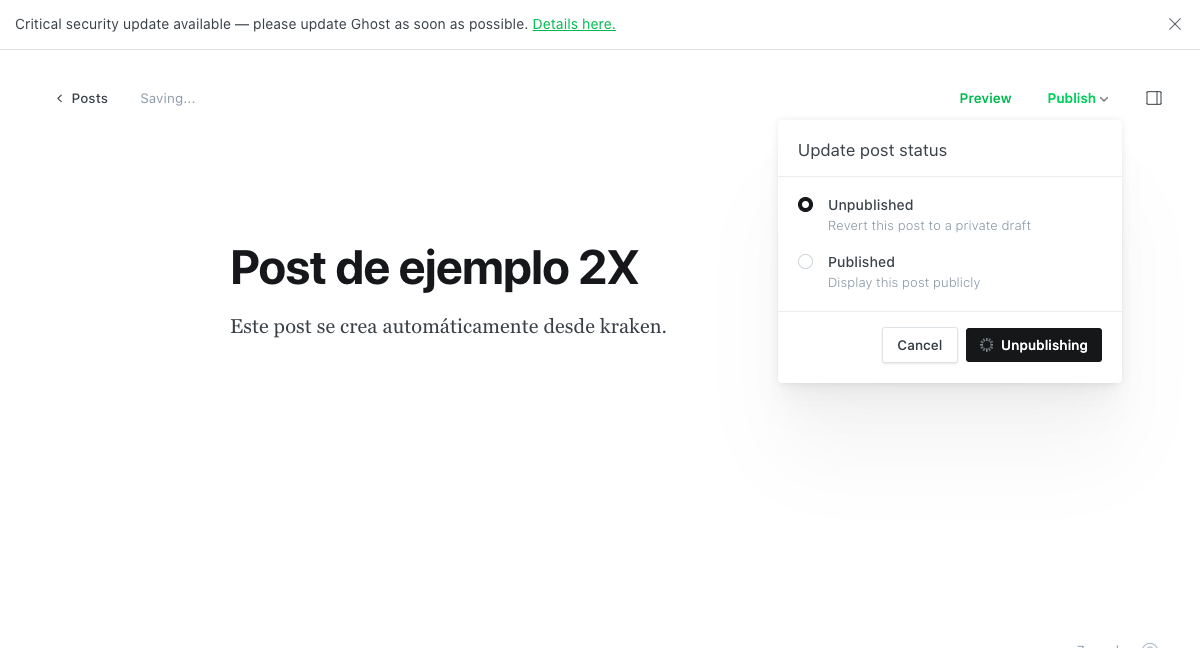 Critical security update available — please update Ghost as soon as possible. Details here.
Posts
Saving...
Preview
Publish
Update post status
Unpublished
Revert this post to a private draft
Published
Display this post publicly
Cancel
Unpublishing
Post de ejemplo 2X
Este post se crea automáticamente desde kraken.